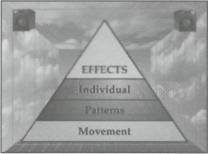 EFFECTS
Individual
Patterns
Movement